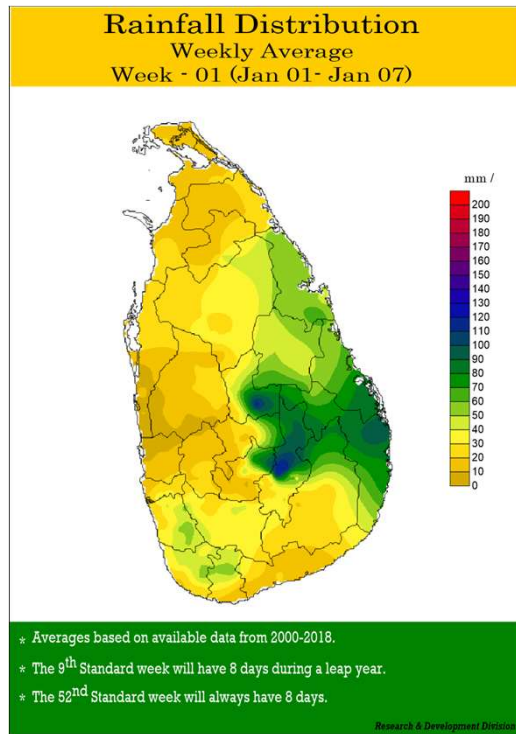 Rainfall Distribution
Weekly Average
Week - 01 (Jan 01- Jan 07)
mm /
200
190
180
170
160
150
140
130
120
110
100
90
80
70
60
50
40
30
20
10
0
* Averages based on available data from 2000-2018.
* The 9th Standard week will have 8 days during a leap year.
* The 52nd Standard week will always have 8 days.
Research & Development Division